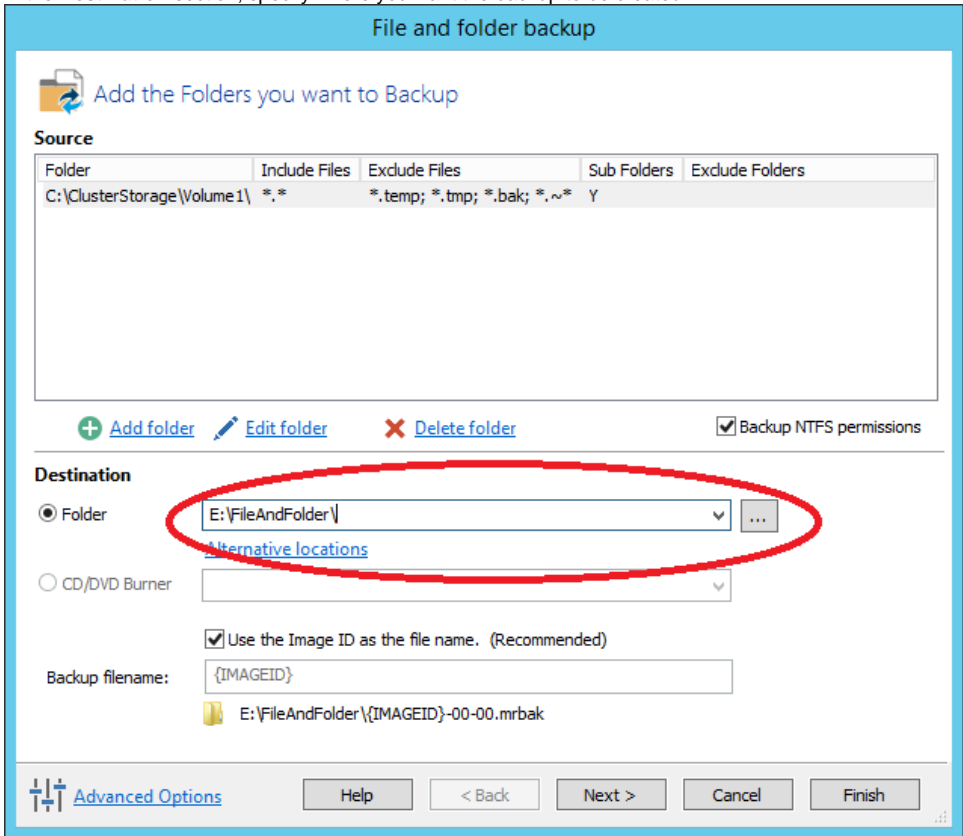 File and folder backup
Add the Folders you want to Backup
Source
Folder Include Files Exclude Files Sub Folders Exclude Folders
C:\ClusterStorage\Volume1\ *.* *.temp; *.tmp; *.bak; *.~* Y
Add folder Edit folder Delete folder Backup NTFS permissions
Destination
Folder E:\FileAndFolder\ ...
Alternative locations
CD/DVD Burner
Use the Image ID as the file name. (Recommended)
Backup filename: {IMAGEID}
E:\FileAndFolder\{IMAGEID}-00-00.mrbak
Advanced Options Help < Back Next > Cancel Finish